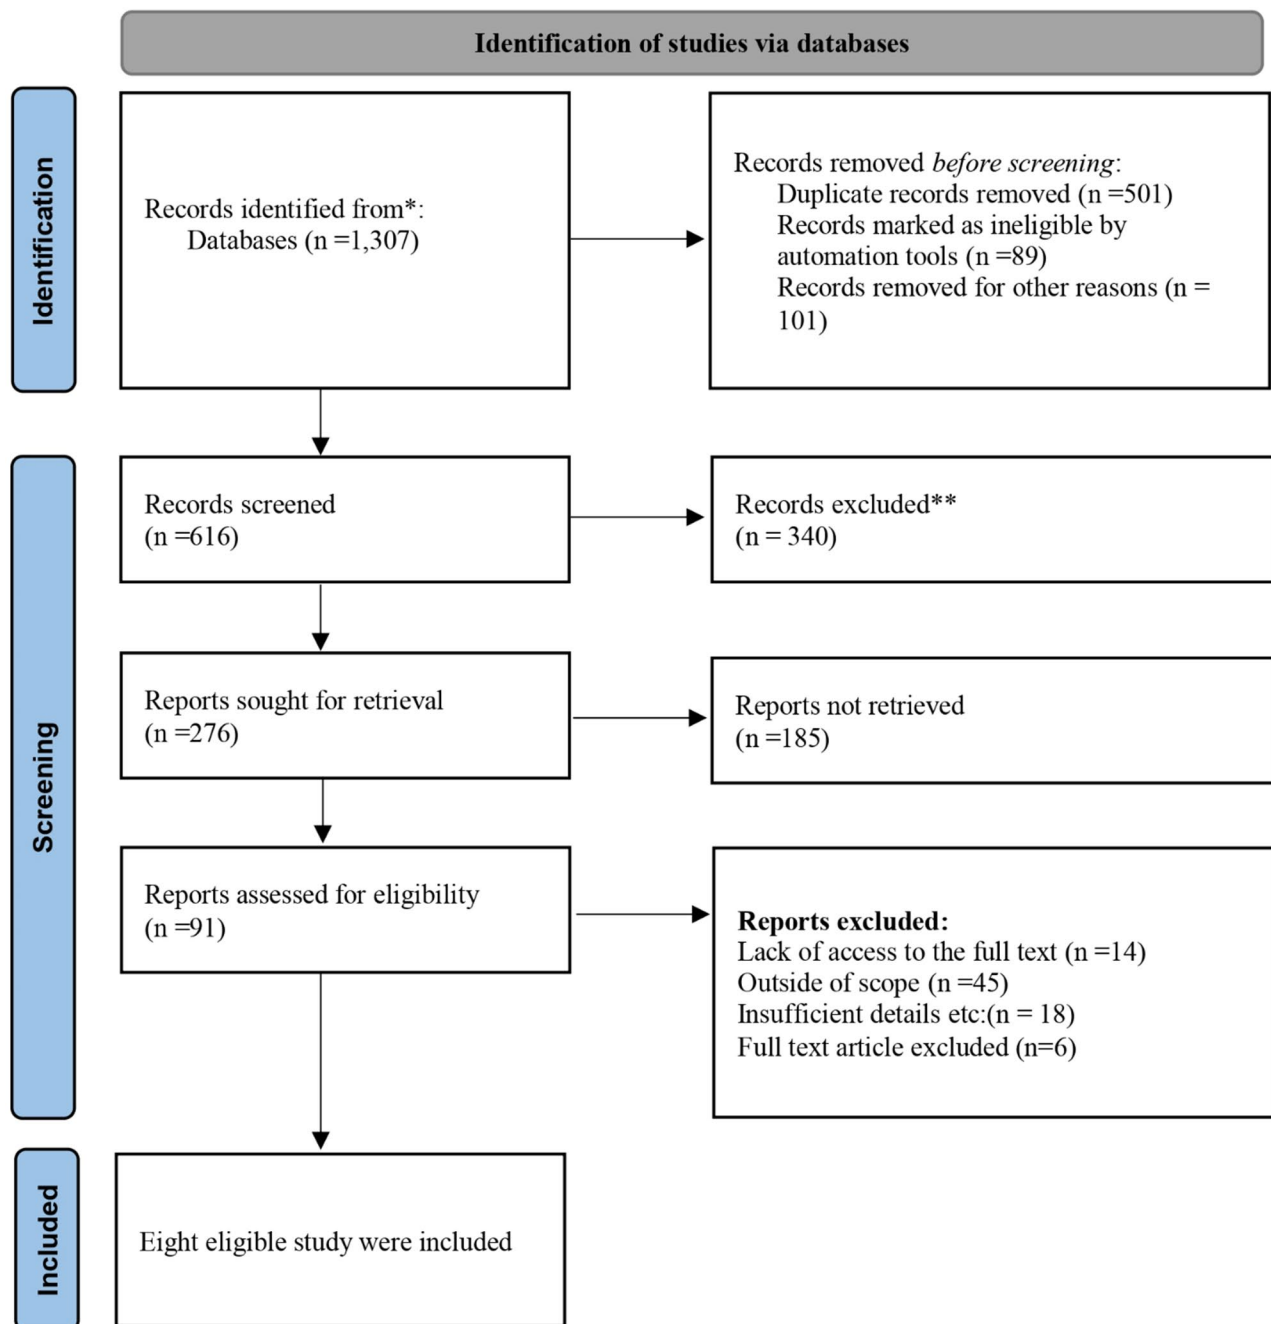 Identification of studies via databases
Identification
Records identified from*:
Databases (n =1,307)
Records removed before screening:
Duplicate records removed (n =501)
Records marked as ineligible by
automation tools (n =89)
Records removed for other reasons (n =
101)
Screening
Records screened
(n =616)
Records excluded**
(n = 340)
Reports sought for retrieval
(n =276)
Reports not retrieved
(n =185)
Reports assessed for eligibility
(n =91)
Reports excluded:
Lack of access to the full text (n =14)
Outside of scope (n =45)
Insufficient details etc:(n = 18)
Full text article excluded (n=6)
Included
Eight eligible study were included